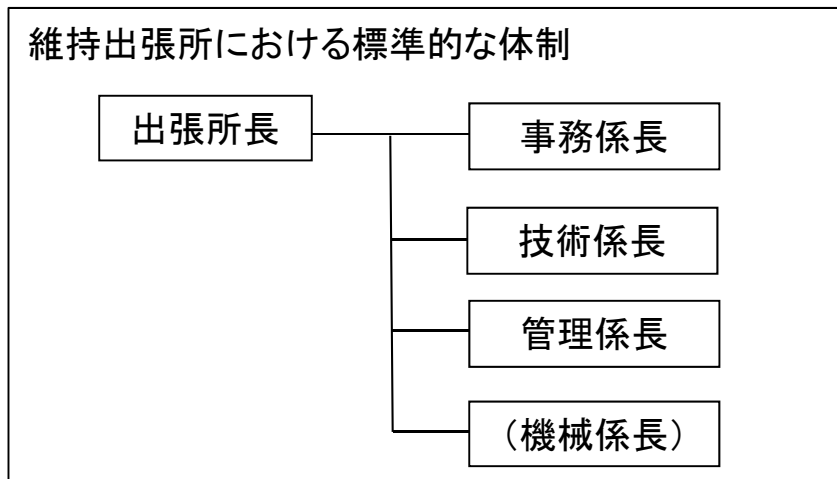 維持出張所における標準的な体制
出張所長
事務係長
技術係長
管理係長
（機械係長）